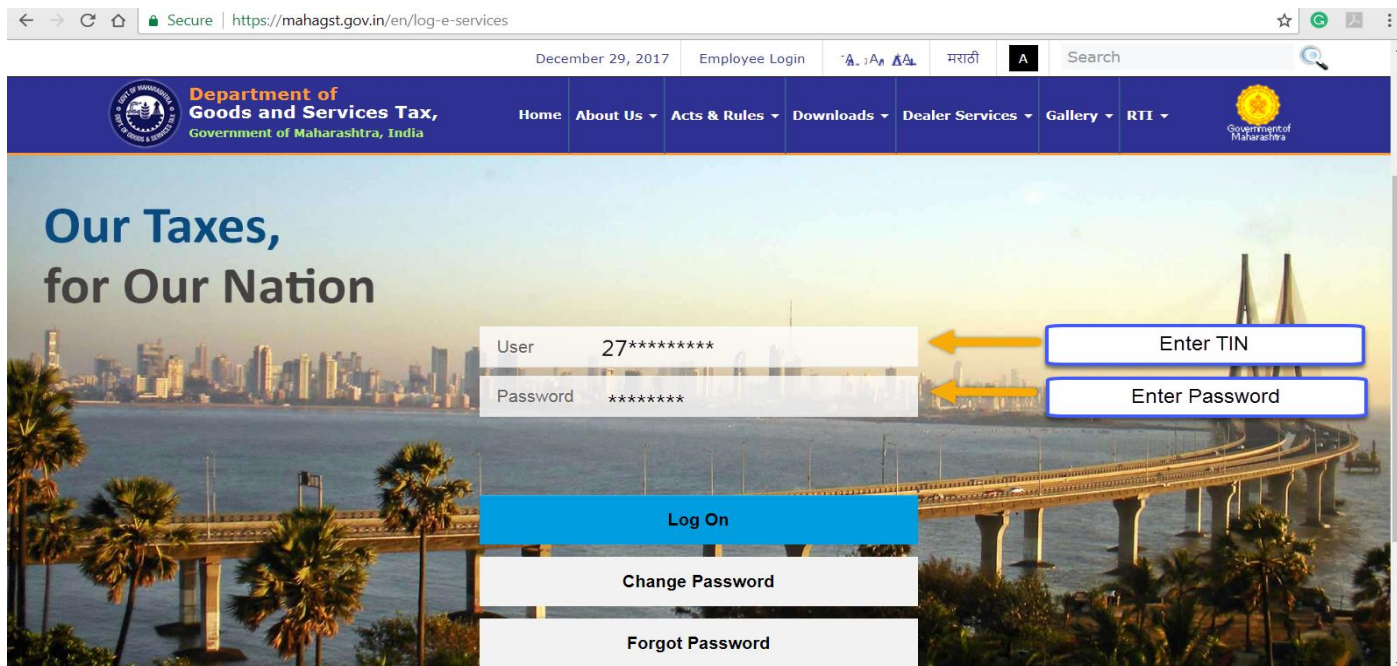 Secure | https://mahagst.gov.in/en/log-e-services
December 29, 2017 Employee Login -A A A मराठी A Search
Department of
Goods and Services Tax,
Government of Maharashtra, India
Home About Us Acts & Rules Downloads Dealer Services Gallery RTI
Government of
Maharashtra
Our Taxes,
for Our Nation
User 27********* Enter TIN
Password ******** Enter Password
Log On
Change Password
Forgot Password